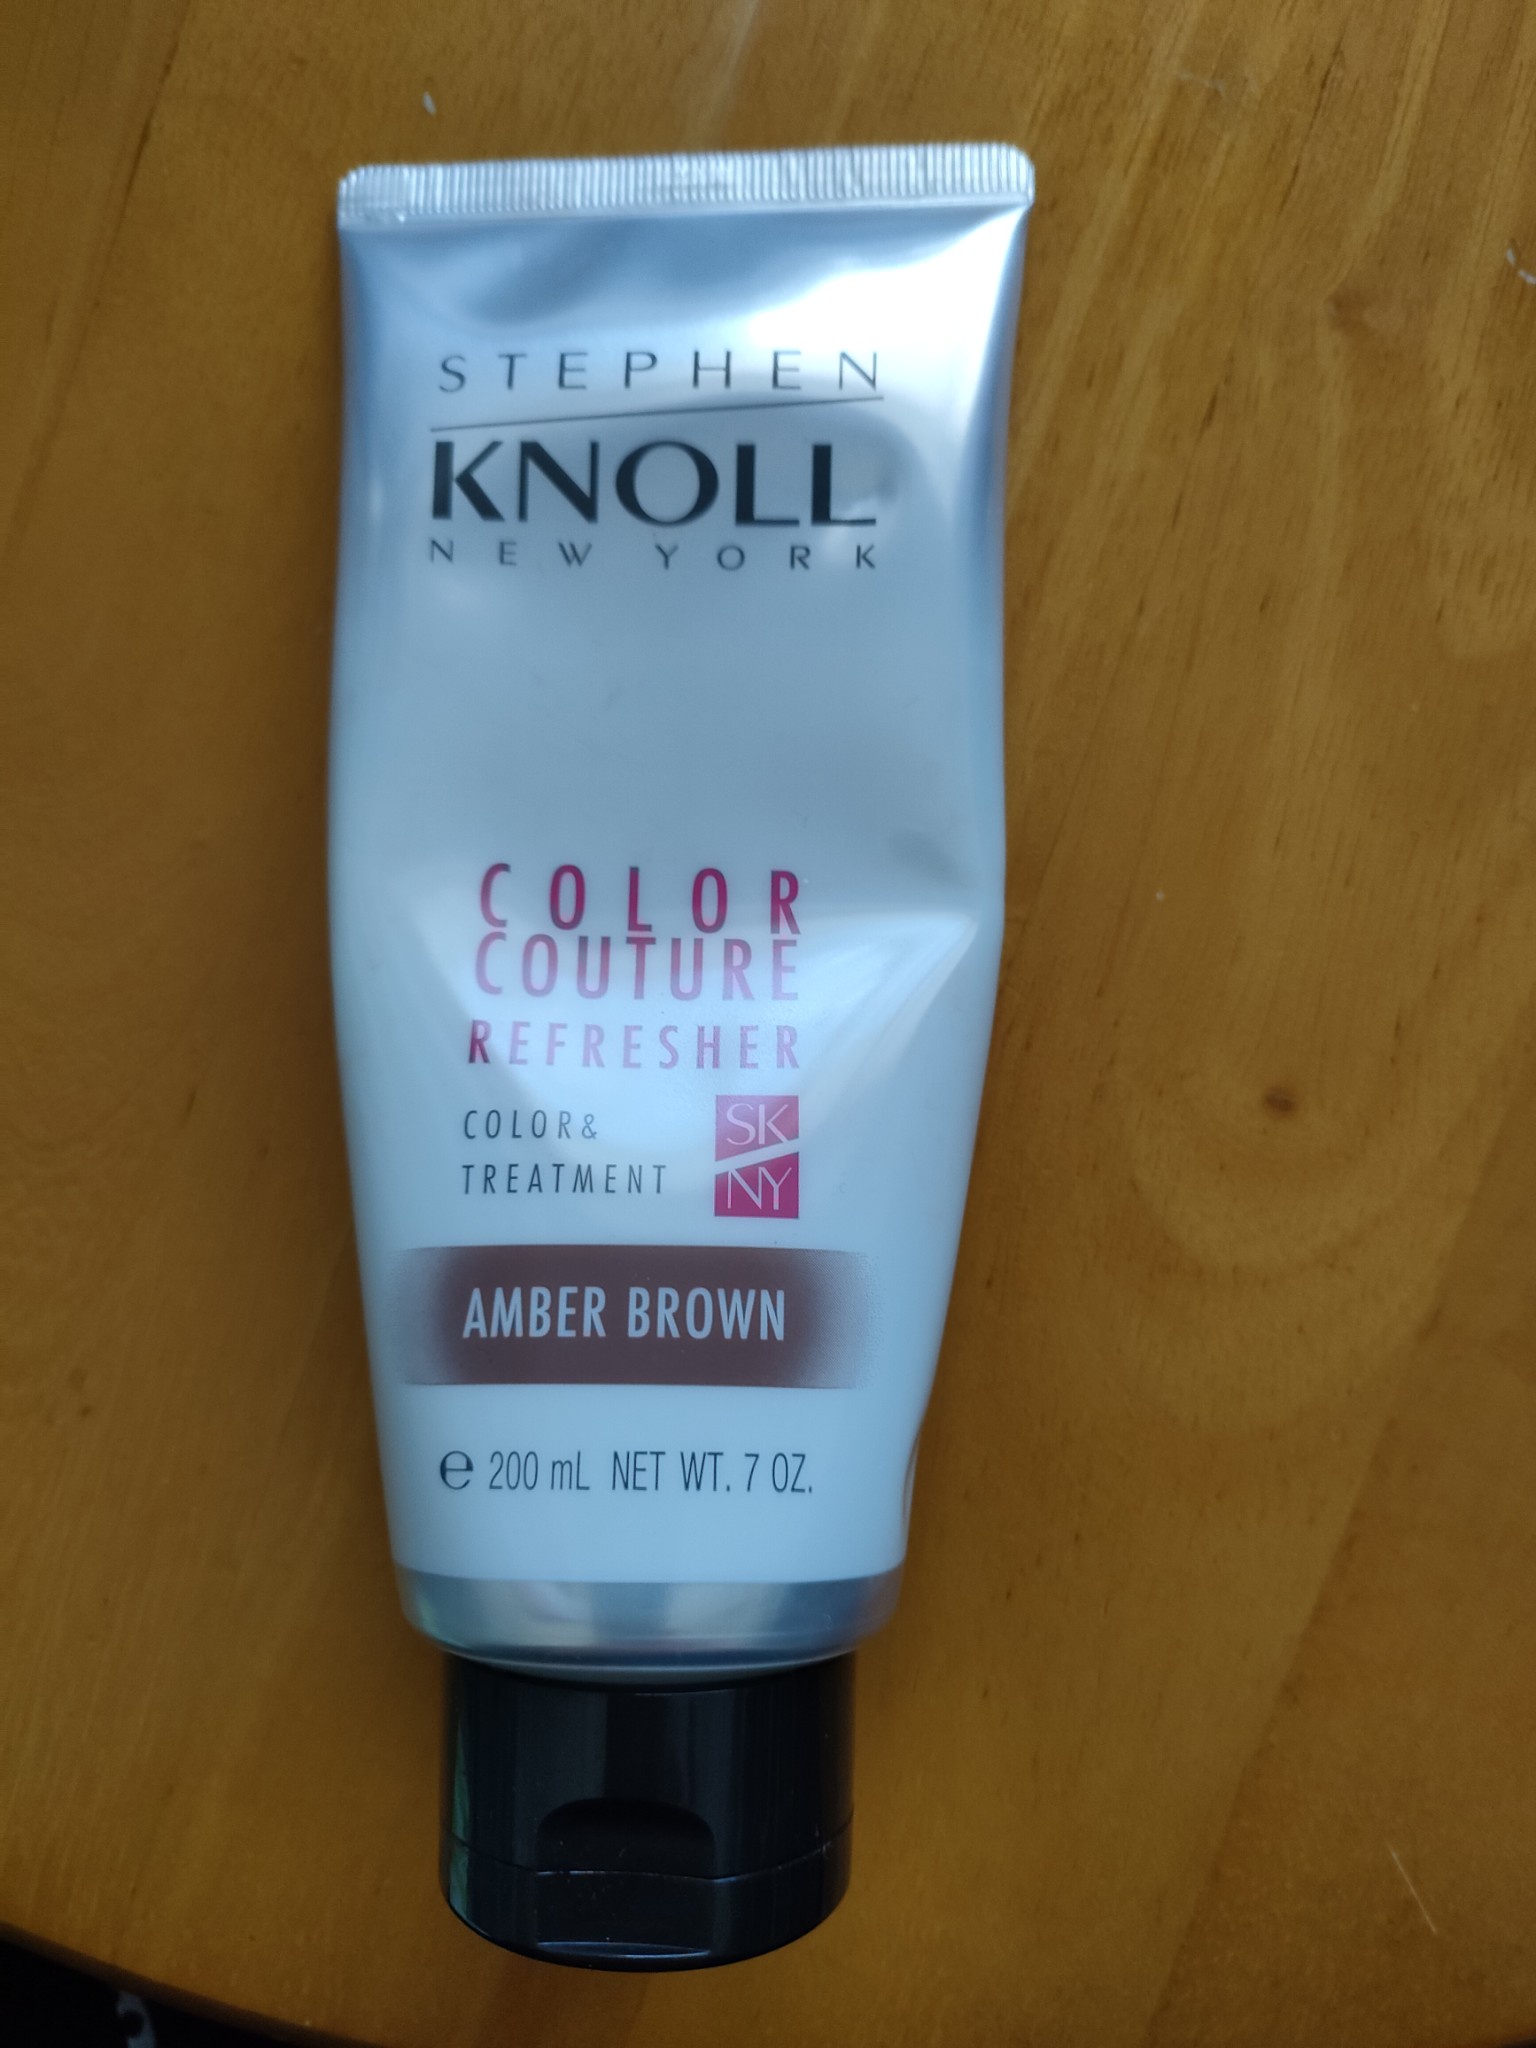 STEPHEN
KNOLL
NEW YORK
COLOR
COUTURE
REFRESHER
COLOR&
TREATMENT
SK
NY
AMBER BROWN
℮ 200 mL NET WT. 7 OZ.